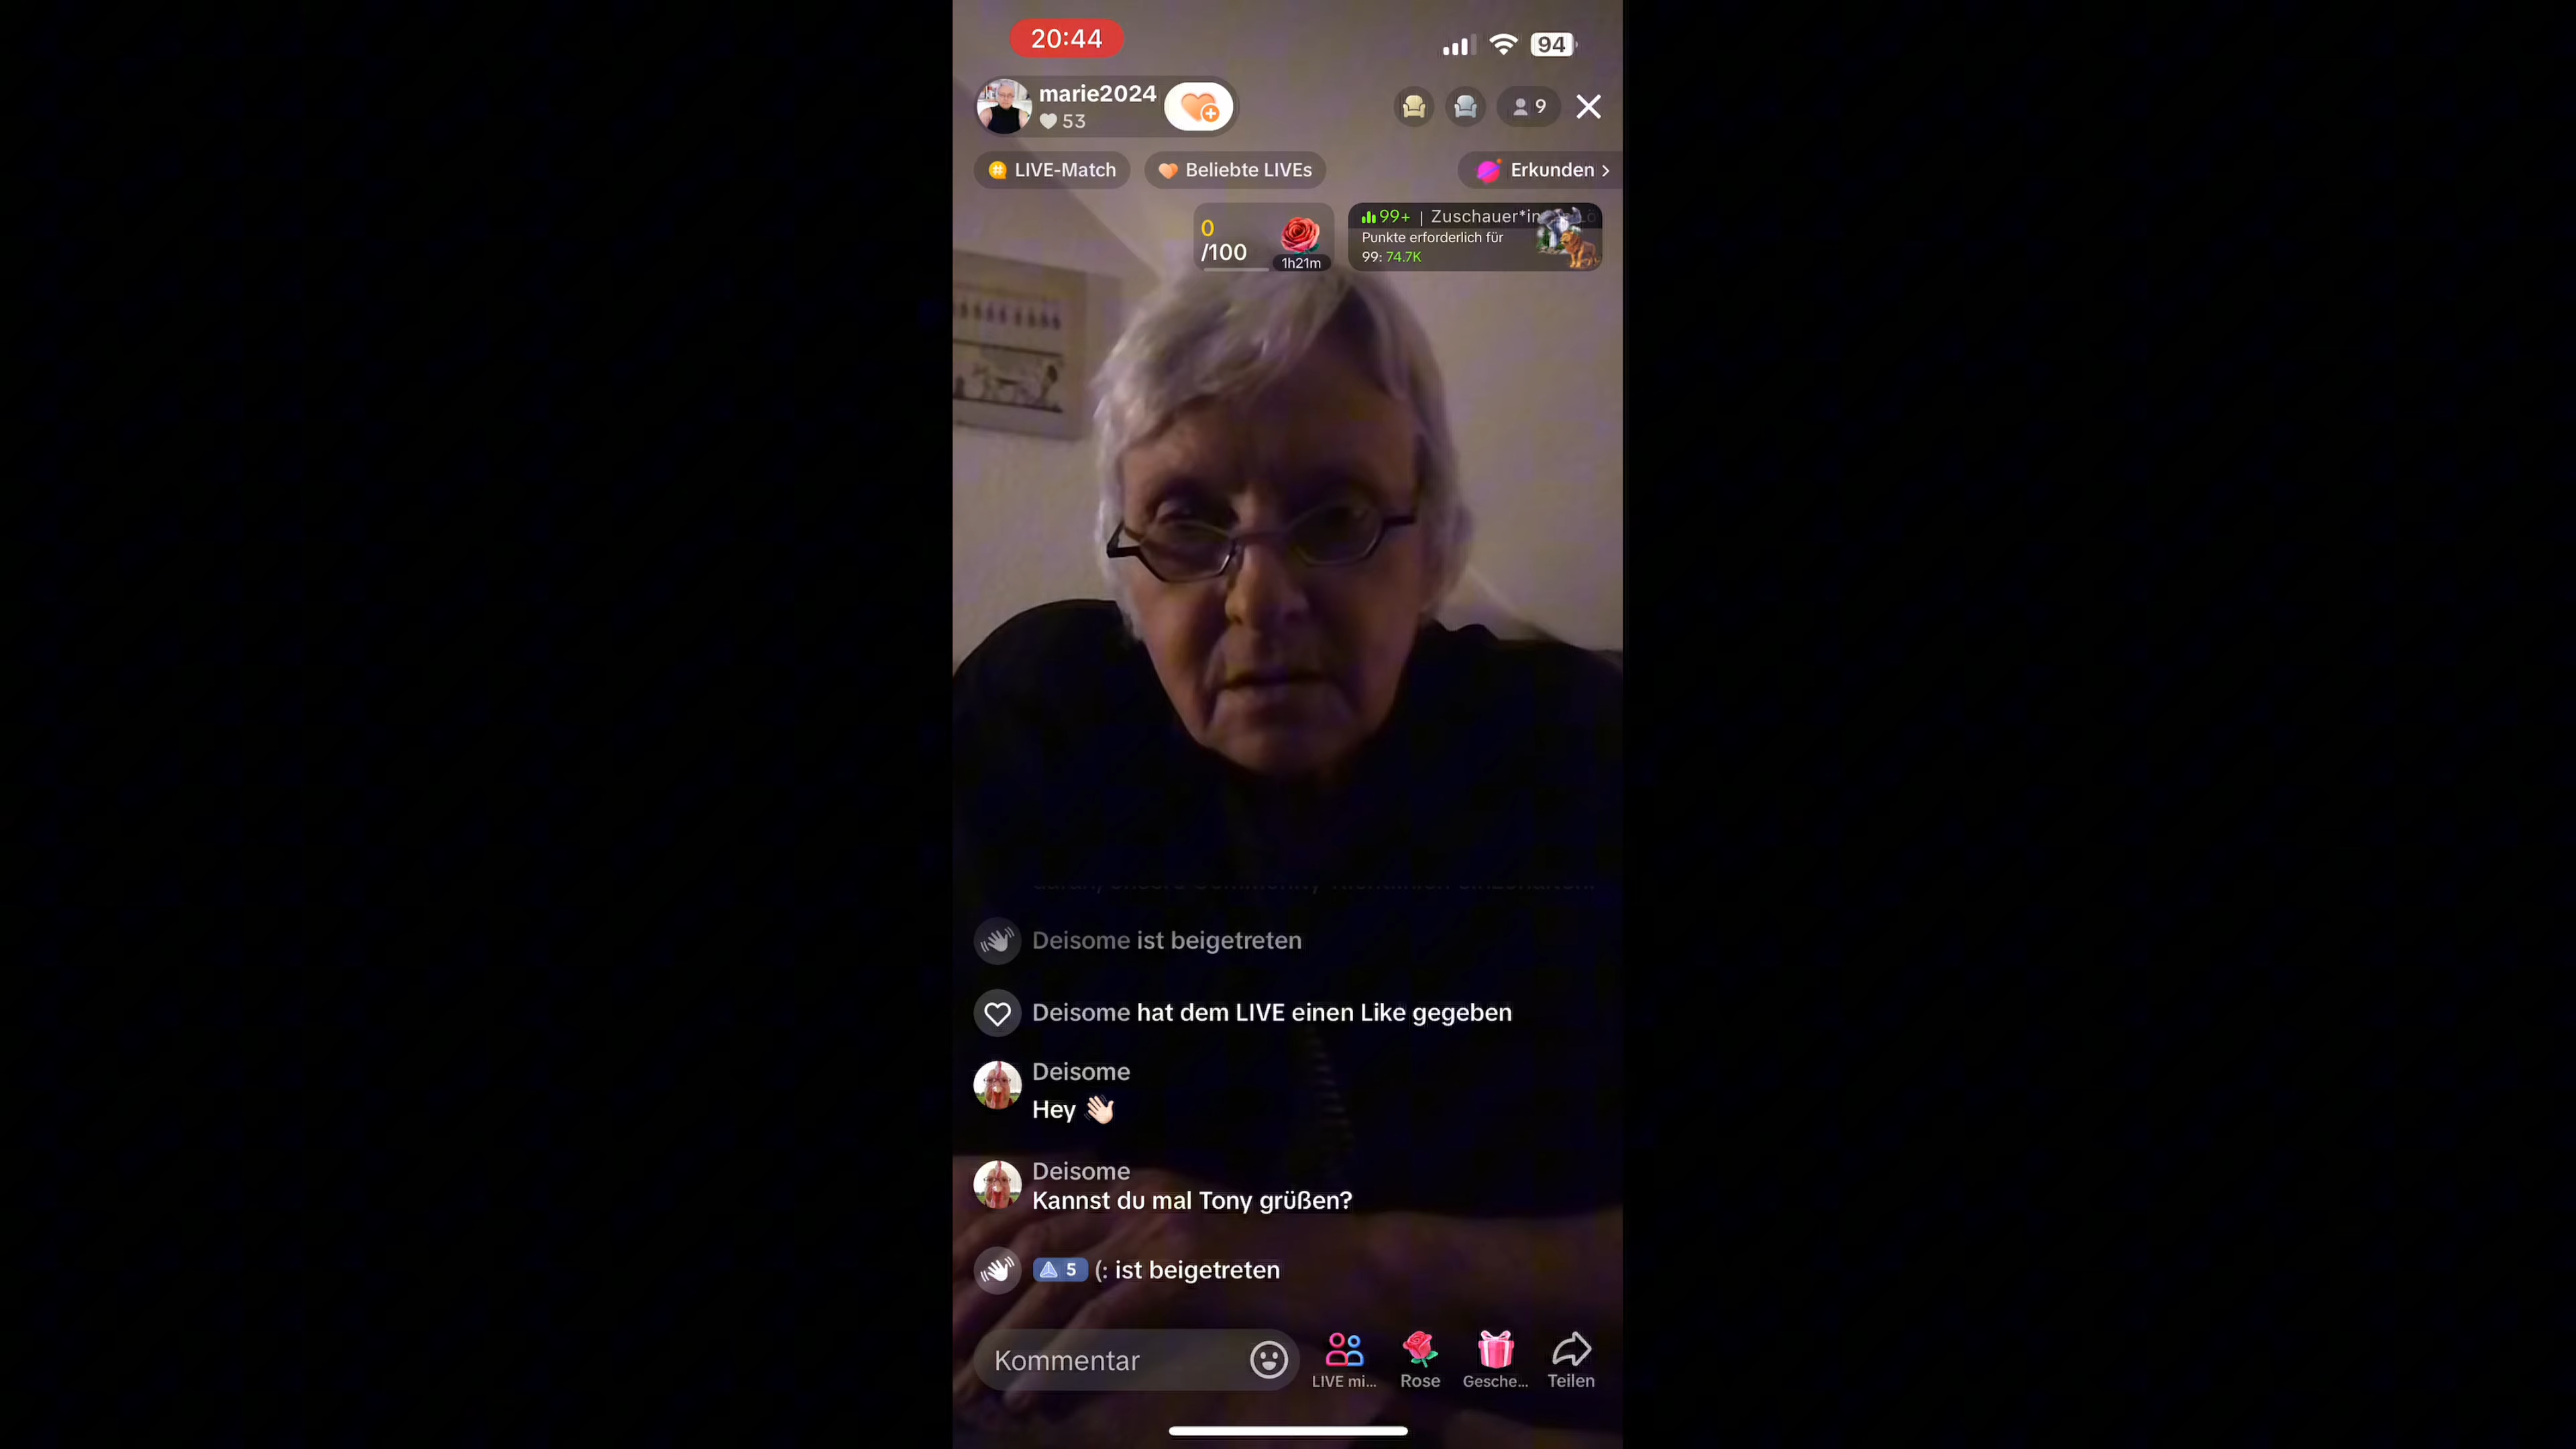 20:44
94
marie2024
53
9
LIVE-Match
Beliebte LIVEs
Erkunden >
0
/100
1h21m
99+ | Zuschauer*in
Punkte erforderlich für
99: 74.7K
Deisome ist beigetreten
Deisome hat dem LIVE einen Like gegeben
Deisome
Hey 👋🏻
Deisome
Kannst du mal Tony grüßen?
5 (: ist beigetreten
Kommentar
LIVE mi...
Rose
Gesche...
Teilen